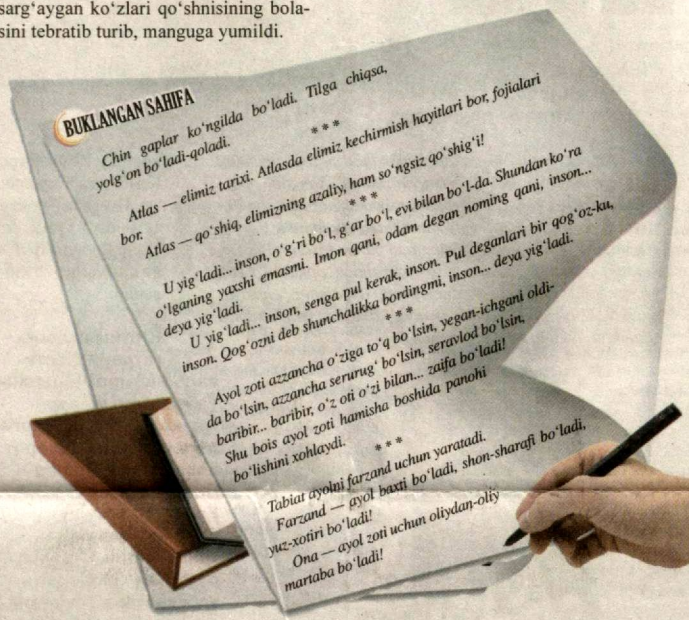 sarg‘aygan ko‘zlari qo‘shnisining bola-
sini tebratib turib, manguga yumildi.
BUKLANGAN SAHIFA
Chin gaplar ko‘ngilda bo‘ladi. Tilga chiqsa,
yolg‘on bo‘ladi-qoladi.
* * *
Atlas — elimiz tarixi. Atlasda elimiz kechirmish hayitlari bor, fojialari
bor.
Atlas — qo‘shiq, elimizning azaliy, ham so‘ngsiz qo‘shig‘i!
* * *
U yig‘ladi... inson, o‘g‘ri bo‘l, g‘ar bo‘l, evi bilan bo‘l-da. Shundan ko‘ra
o‘lganing yaxshi emasmi. Imon qani, odam degan noming qani, inson...
deya yig‘ladi.
U yig‘ladi... inson, senga pul kerak, inson. Pul deganlari bir qog‘oz-ku,
inson. Qog‘ozni deb shunchalikka bordingmi, inson... deya yig‘ladi.
* * *
Ayol zoti azzancha o‘ziga to‘q bo‘lsin, yegan-ichgani oldi-
da bo‘lsin, azzancha serurug‘ bo‘lsin, seravlod bo‘lsin,
baribir... baribir, o‘z oti o‘zi bilan... zaifa bo‘ladi!
Shu bois ayol zoti hamisha boshida panohi
bo‘lishini xohlaydi.
* * *
Tabiat ayolni farzand uchun yaratadi.
Farzand — ayol baxti bo‘ladi, shon-sharafi bo‘ladi,
yuz-xotiri bo‘ladi!
Ona — ayol zoti uchun oliydan-oliy
martaba bo‘ladi!